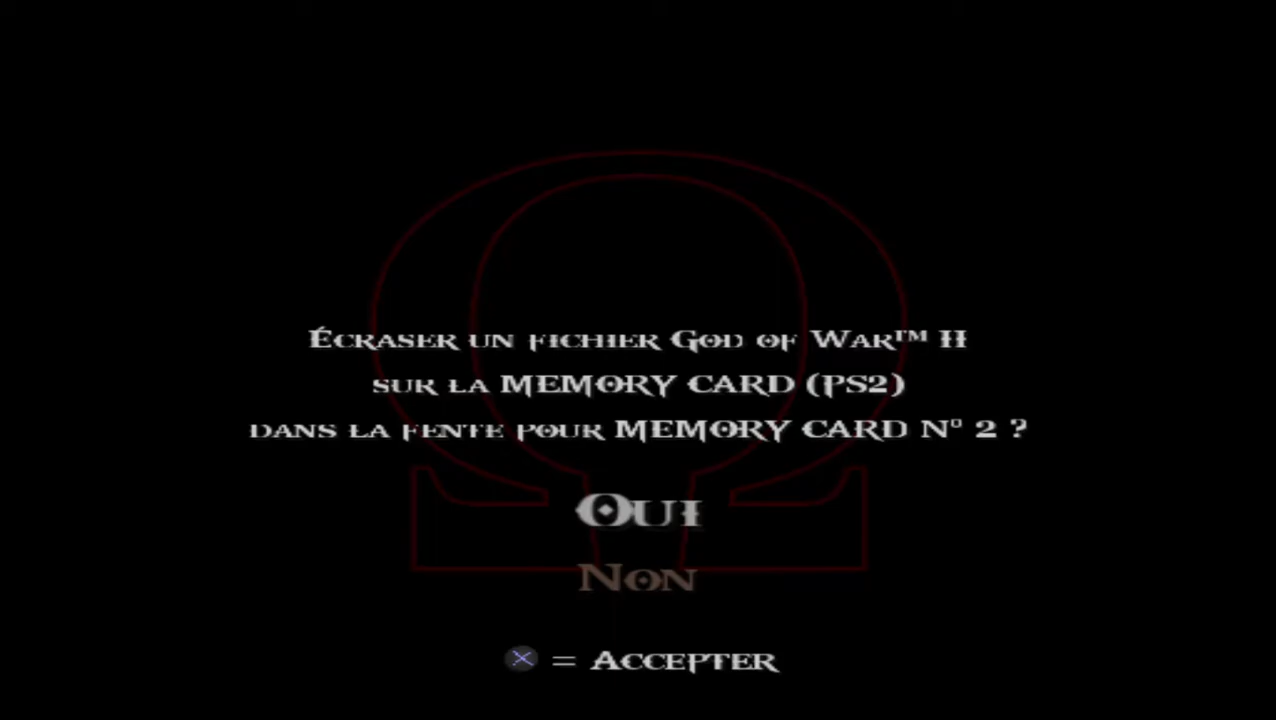 Écraser un fichier God of War™ II
sur la MEMORY CARD (PS2)
dans la fente pour MEMORY CARD N° 2 ?
Oui
Non
= Accepter